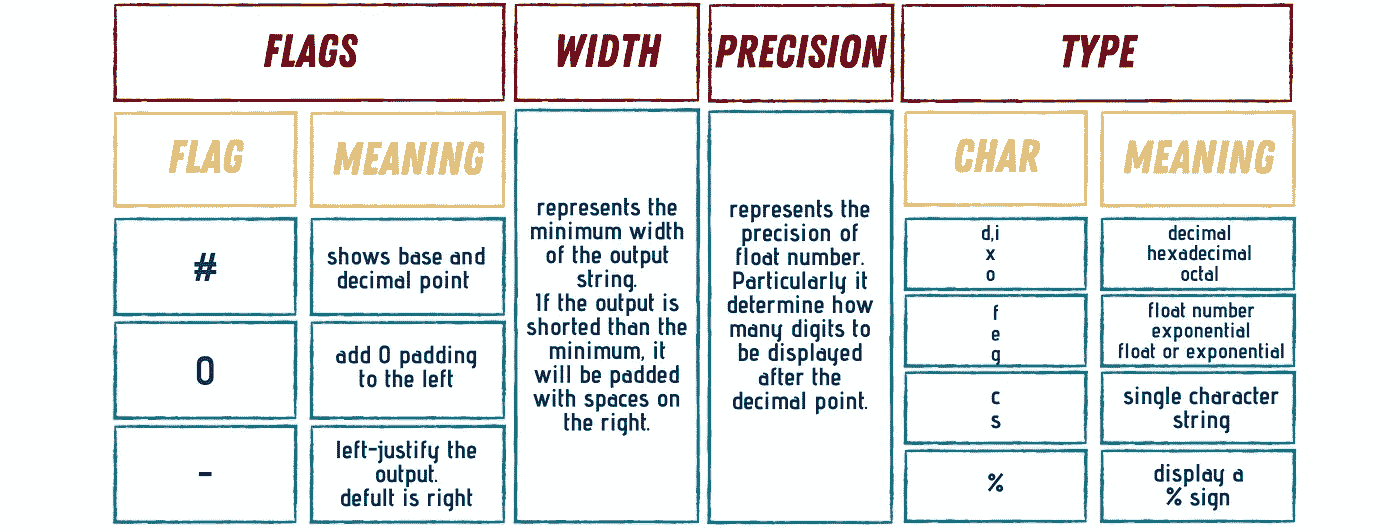 FLAGS
WIDTH
PRECISION
TYPE
FLAG
MEANING
CHAR
MEANING
#
shows base and
decimal point
0
add 0 padding
to the left
-
left-justify the
output.
defult is right
represents the
minimum width
of the output
string.
If the output is
shorted than the
minimum, it
will be padded
with spaces on
the right.
represents the
precision of
float number.
Particularly it
determine how
many digits to
be displayed
after the
decimal point.
d,i
x
o
decimal
hexadecimal
octal
f
e
g
float number
exponential
float or exponential
c
s
single character
string
%
display a
% sign